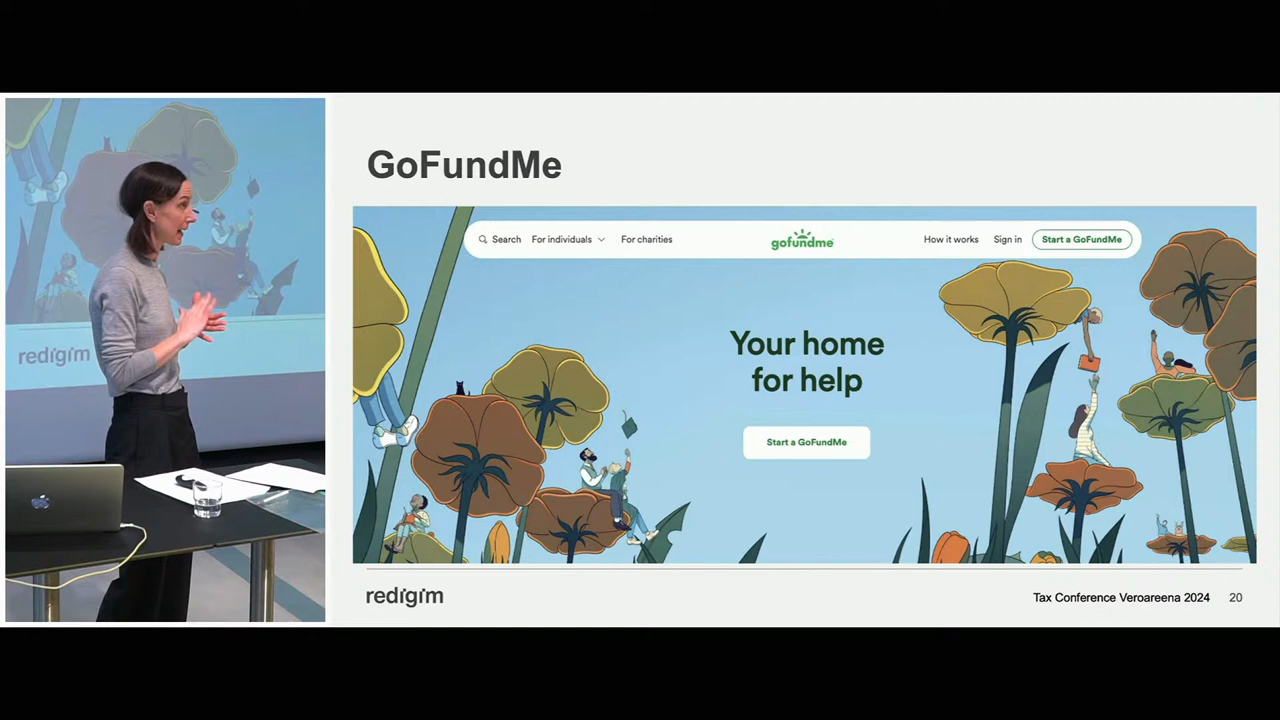 redigim
GoFundMe
Search For individuals For charities gofundme How it works Sign in Start a GoFundMe
Your home
for help
Start a GoFundMe
redigim Tax Conference Veroareena 2024 20